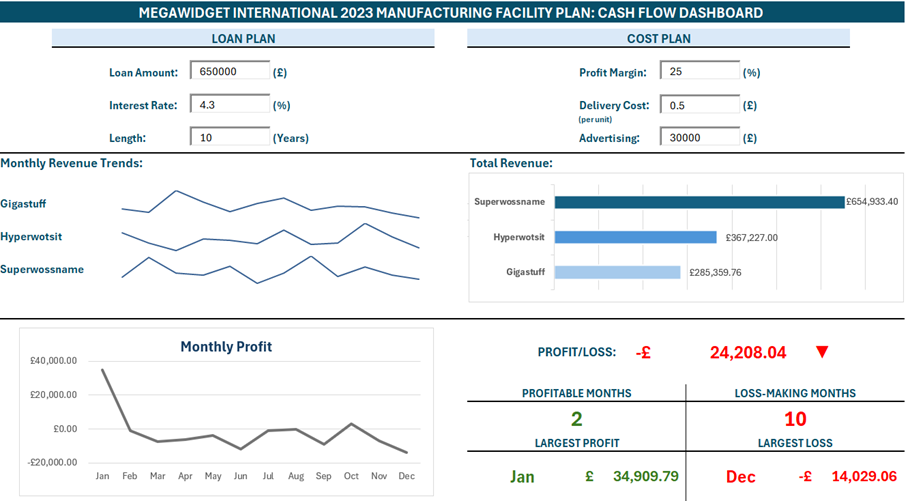 MEGAWIDGET INTERNATIONAL 2023 MANUFACTURING FACILITY PLAN: CASH FLOW DASHBOARD
LOAN PLAN
Loan Amount: 650000 (£)
Interest Rate: 4.3 (%)
Length: 10 (Years)
COST PLAN
Profit Margin: 25 (%)
Delivery Cost: 0.5 (£)
(per unit)
Advertising: 30000 (£)
Monthly Revenue Trends:
Gigastuff
Hyperwotsit
Superwossname
Total Revenue:
Superwossname £654,933.40
Hyperwotsit £367,227.00
Gigastuff £285,359.76
Monthly Profit
£40,000.00
£20,000.00
£0.00
-£20,000.00
Jan Feb Mar Apr May Jun Jul Aug Sep Oct Nov Dec
PROFIT/LOSS: -£ 24,208.04 ▼
PROFITABLE MONTHS LOSS-MAKING MONTHS
2 10
LARGEST PROFIT LARGEST LOSS
Jan £ 34,909.79 Dec -£ 14,029.06